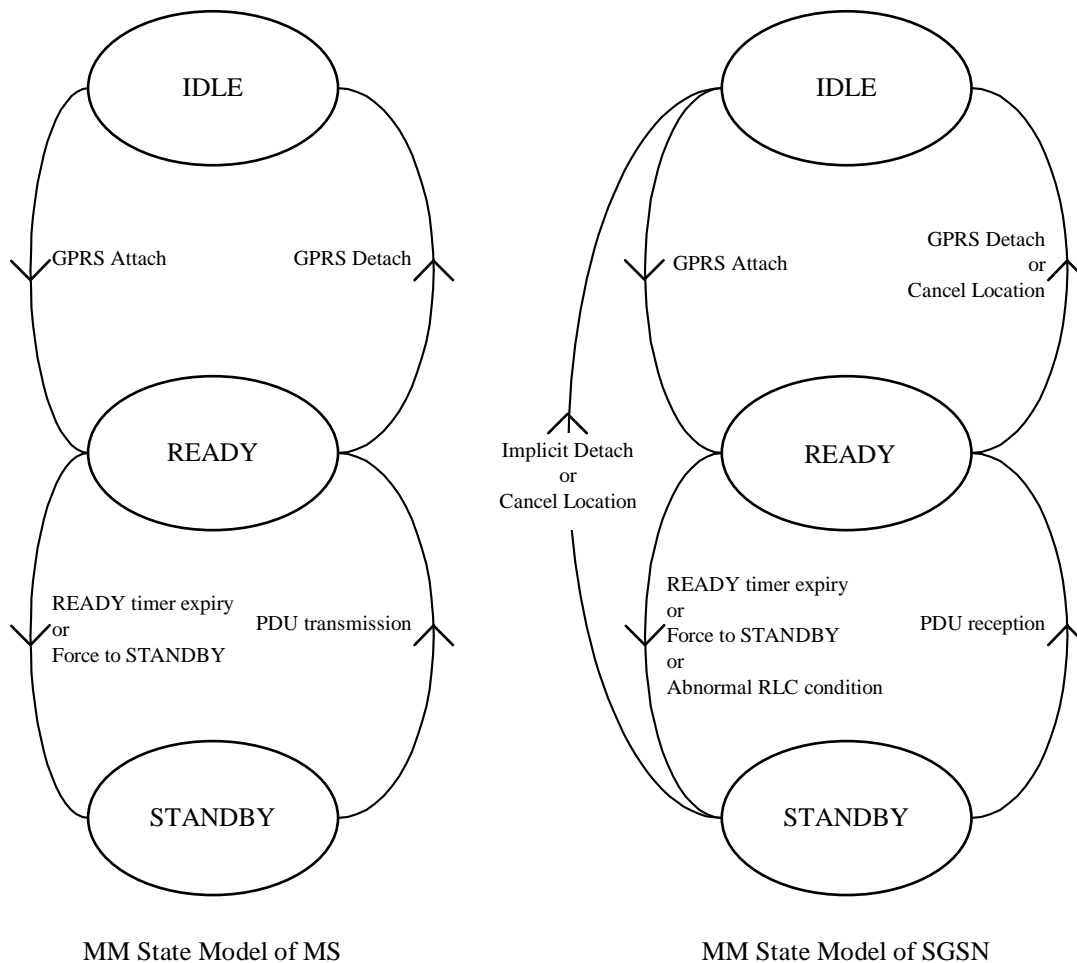 IDLE
GPRS Attach
GPRS Detach
READY
READY timer expiry
or
Force to STANDBY
PDU transmission
STANDBY
MM State Model of MS
IDLE
GPRS Attach
GPRS Detach
or
Cancel Location
Implicit Detach
or
Cancel Location
READY
READY timer expiry
or
Force to STANDBY
or
Abnormal RLC condition
PDU reception
STANDBY
MM State Model of SGSN